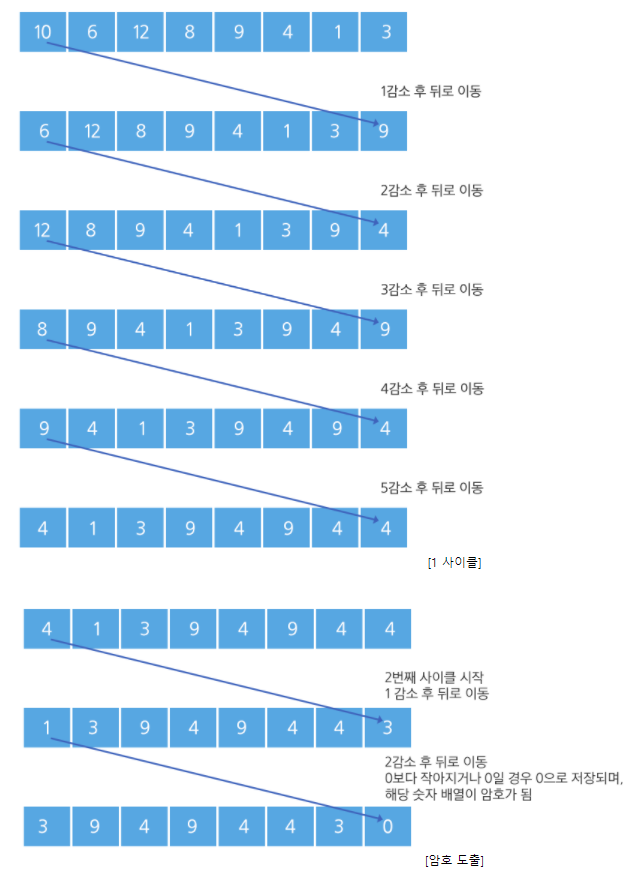 10 6 12 8 9 4 1 3
1감소 후 뒤로 이동
6 12 8 9 4 1 3 9
2감소 후 뒤로 이동
12 8 9 4 1 3 9 4
3감소 후 뒤로 이동
8 9 4 1 3 9 4 9
4감소 후 뒤로 이동
9 4 1 3 9 4 9 4
5감소 후 뒤로 이동
4 1 3 9 4 9 4 4
[1 사이클]
4 1 3 9 4 9 4 4
2번째 사이클 시작
1 감소 후 뒤로 이동
1 3 9 4 9 4 4 3
2감소 후 뒤로 이동
0보다 작아지거나 0일 경우 0으로 저장되며,
해당 숫자 배열이 암호가 됨
3 9 4 9 4 4 3 0
[암호 도출]